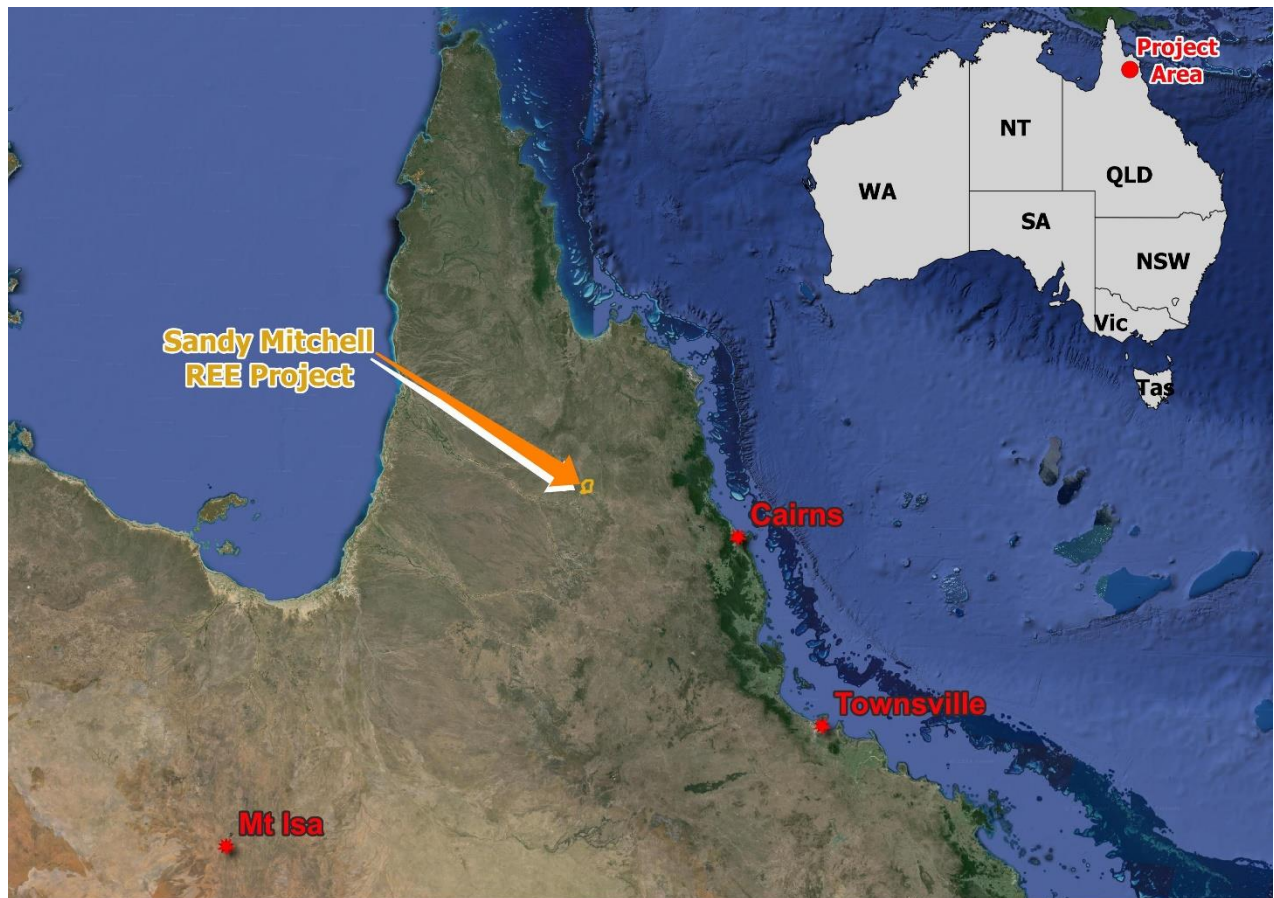 Project
Area
NT
QLD
WA
SA
NSW
Vic
Tas
Sandy Mitchell
REE Project
Cairns
Townsville
Mt Isa